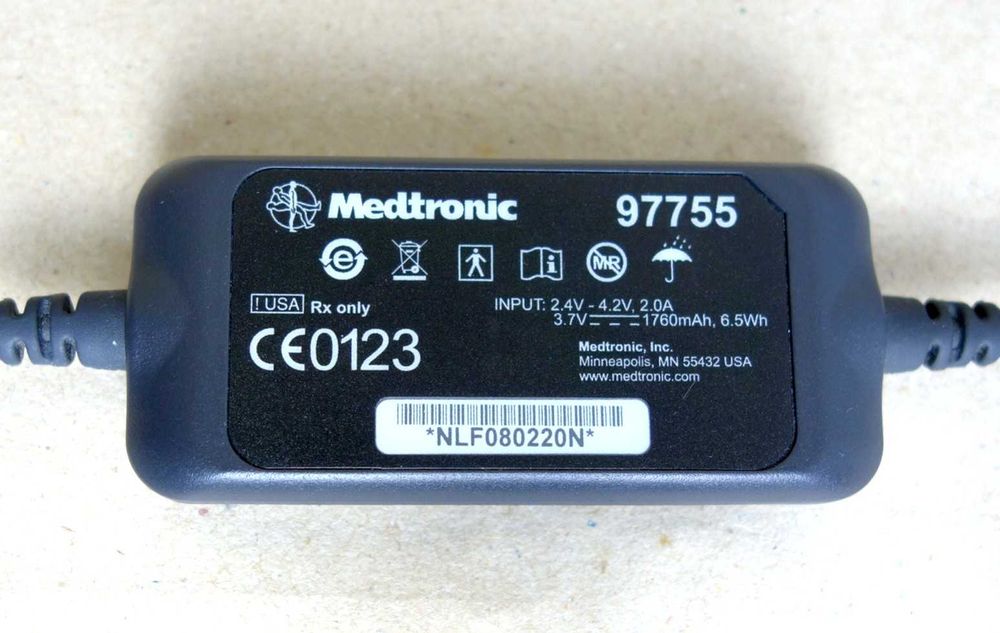 Medtronic 97755
e i MR
! USA Rx only
INPUT: 2.4V - 4.2V, 2.0A
3.7V 1760mAh, 6.5Wh
CE0123
Medtronic, Inc.
Minneapolis, MN 55432 USA
www.medtronic.com
*NLF080220N*